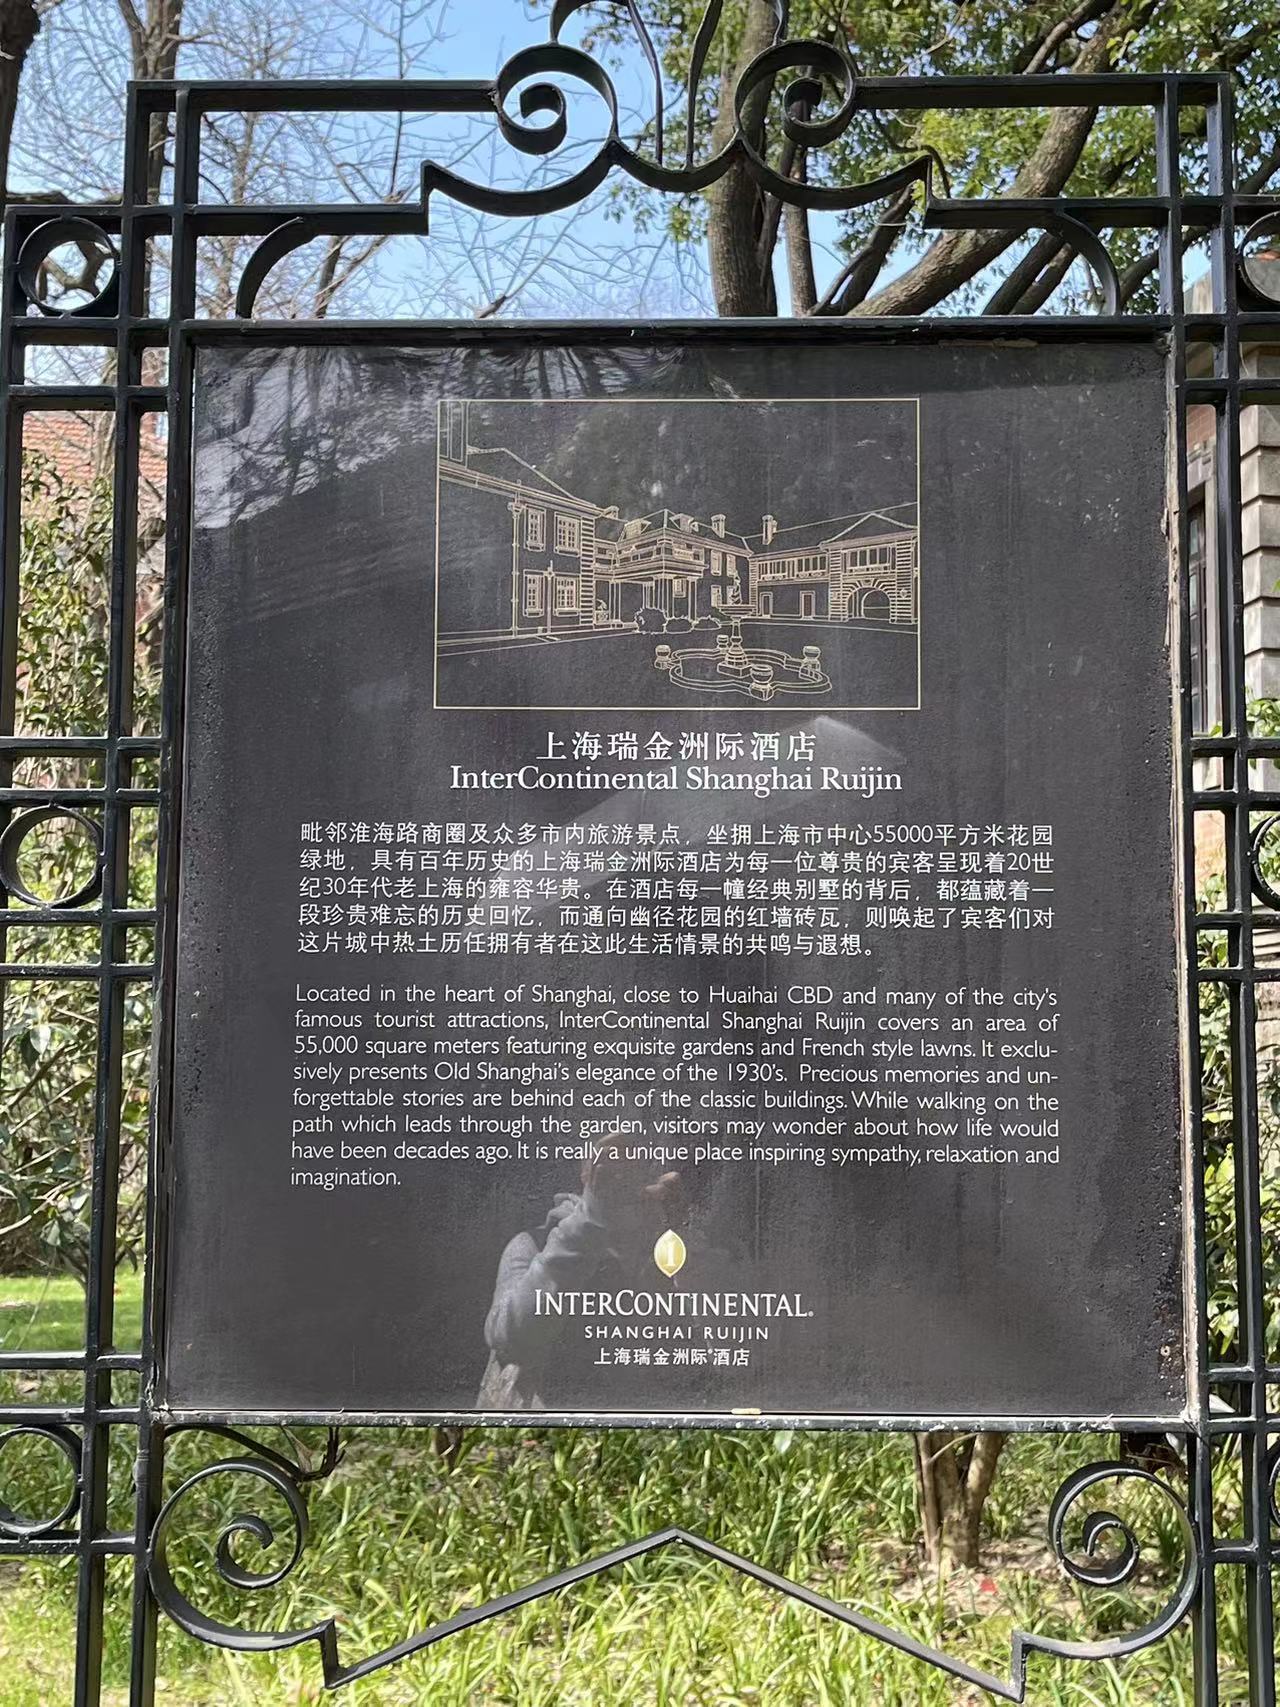 上海瑞金洲际酒店
InterContinental Shanghai Ruijin
毗邻淮海路商圈及众多市内旅游景点，坐拥上海市中心55000平方米花园
绿地，具有百年历史的上海瑞金洲际酒店为每一位尊贵的宾客呈现着20世
纪30年代老上海的雍容华贵。在酒店每一幢经典别墅的背后，都蕴藏着一
段珍贵难忘的历史回忆，而通向幽径花园的红墙砖瓦，则唤起了宾客们对
这片城中热土历任拥有者在这此生活情景的共鸣与遐想。
Located in the heart of Shanghai, close to Huaihai CBD and many of the city's
famous tourist attractions, InterContinental Shanghai Ruijin covers an area of
55,000 square meters featuring exquisite gardens and French style lawns. It exclu-
sively presents Old Shanghai's elegance of the 1930's. Precious memories and un-
forgettable stories are behind each of the classic buildings. While walking on the
path which leads through the garden, visitors may wonder about how life would
have been decades ago. It is really a unique place inspiring sympathy, relaxation and
imagination.
I
INTERCONTINENTAL®
SHANGHAI RUIJIN
上海瑞金洲际®酒店